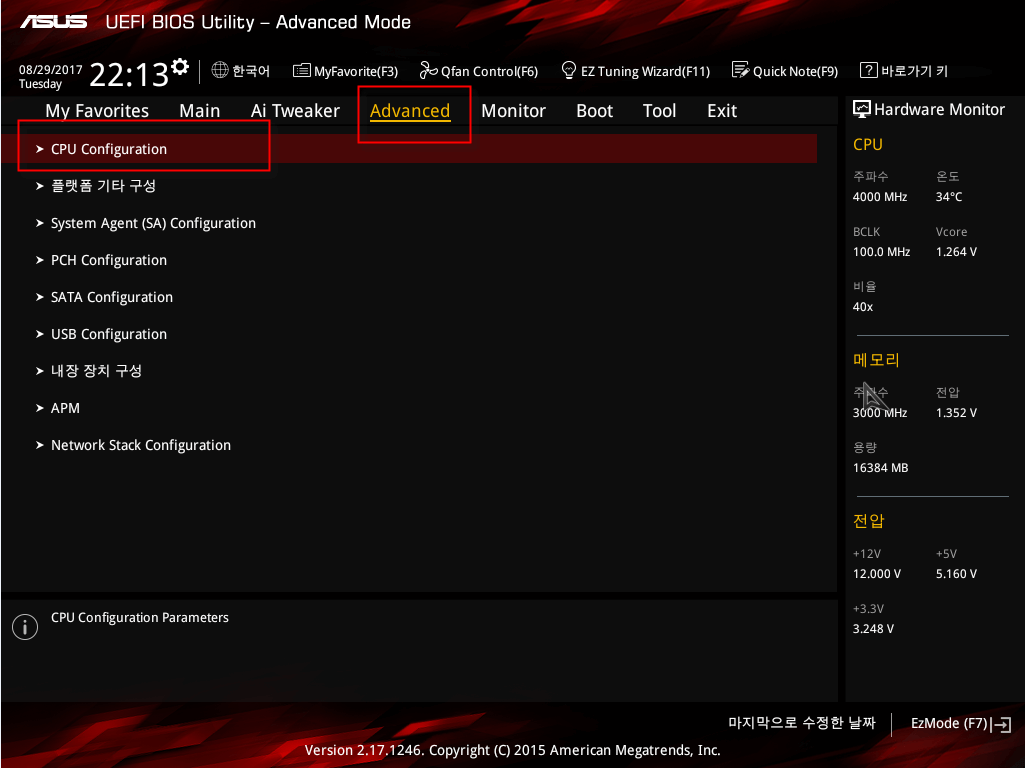 ASUS UEFI BIOS Utility – Advanced Mode
08/29/2017
Tuesday
22:13
한국어
MyFavorite(F3)
Qfan Control(F6)
EZ Tuning Wizard(F11)
Quick Note(F9)
? 바로가기 키
My Favorites Main Ai Tweaker Advanced Monitor Boot Tool Exit
CPU Configuration
플랫폼 기타 구성
System Agent (SA) Configuration
PCH Configuration
SATA Configuration
USB Configuration
내장 장치 구성
APM
Network Stack Configuration
CPU Configuration Parameters
Hardware Monitor
CPU
주파수 온도
4000 MHz 34°C
BCLK Vcore
100.0 MHz 1.264 V
비율
40x
메모리
주파수 전압
3000 MHz 1.352 V
용량
16384 MB
전압
+12V +5V
12.000 V 5.160 V
+3.3V
3.248 V
마지막으로 수정한 날짜
EzMode (F7)
Version 2.17.1246. Copyright (C) 2015 American Megatrends, Inc.